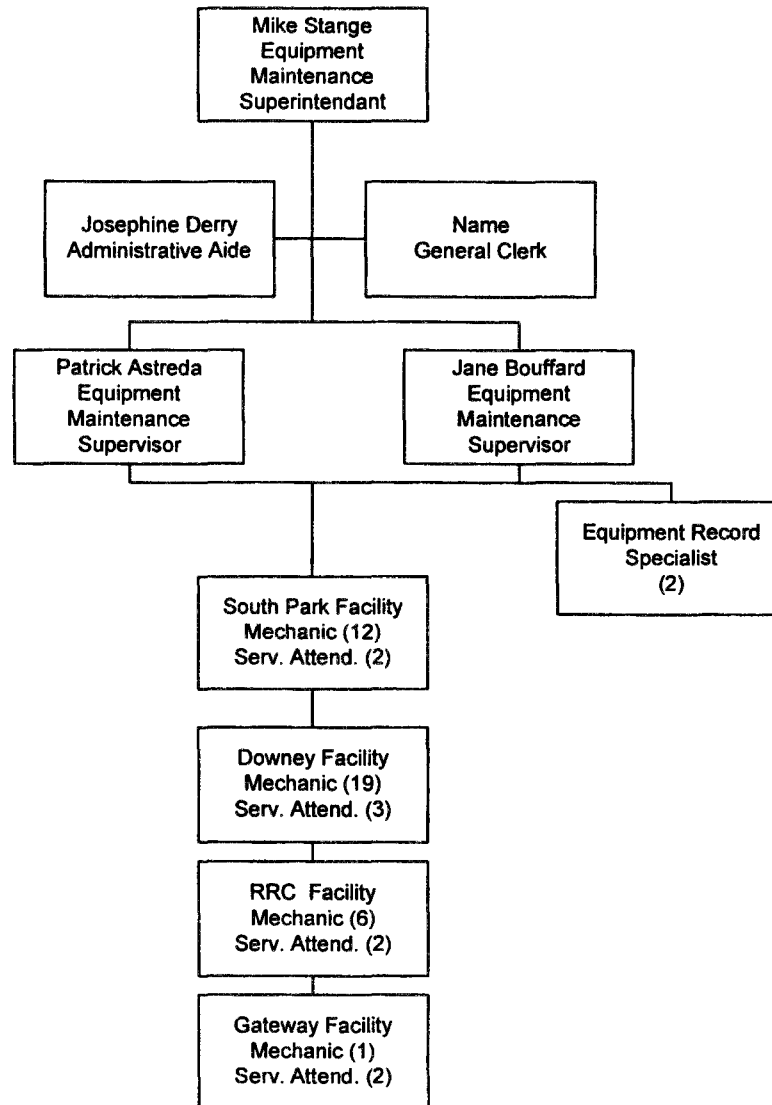 Mike Stange
Equipment
Maintenance
Superintendant
Josephine Derry
Administrative Aide
Name
General Clerk
Patrick Astreda
Equipment
Maintenance
Supervisor
Jane Bouffard
Equipment
Maintenance
Supervisor
Equipment Record
Specialist
(2)
South Park Facility
Mechanic (12)
Serv. Attend. (2)
Downey Facility
Mechanic (19)
Serv. Attend. (3)
RRC Facility
Mechanic (6)
Serv. Attend. (2)
Gateway Facility
Mechanic (1)
Serv. Attend. (2)